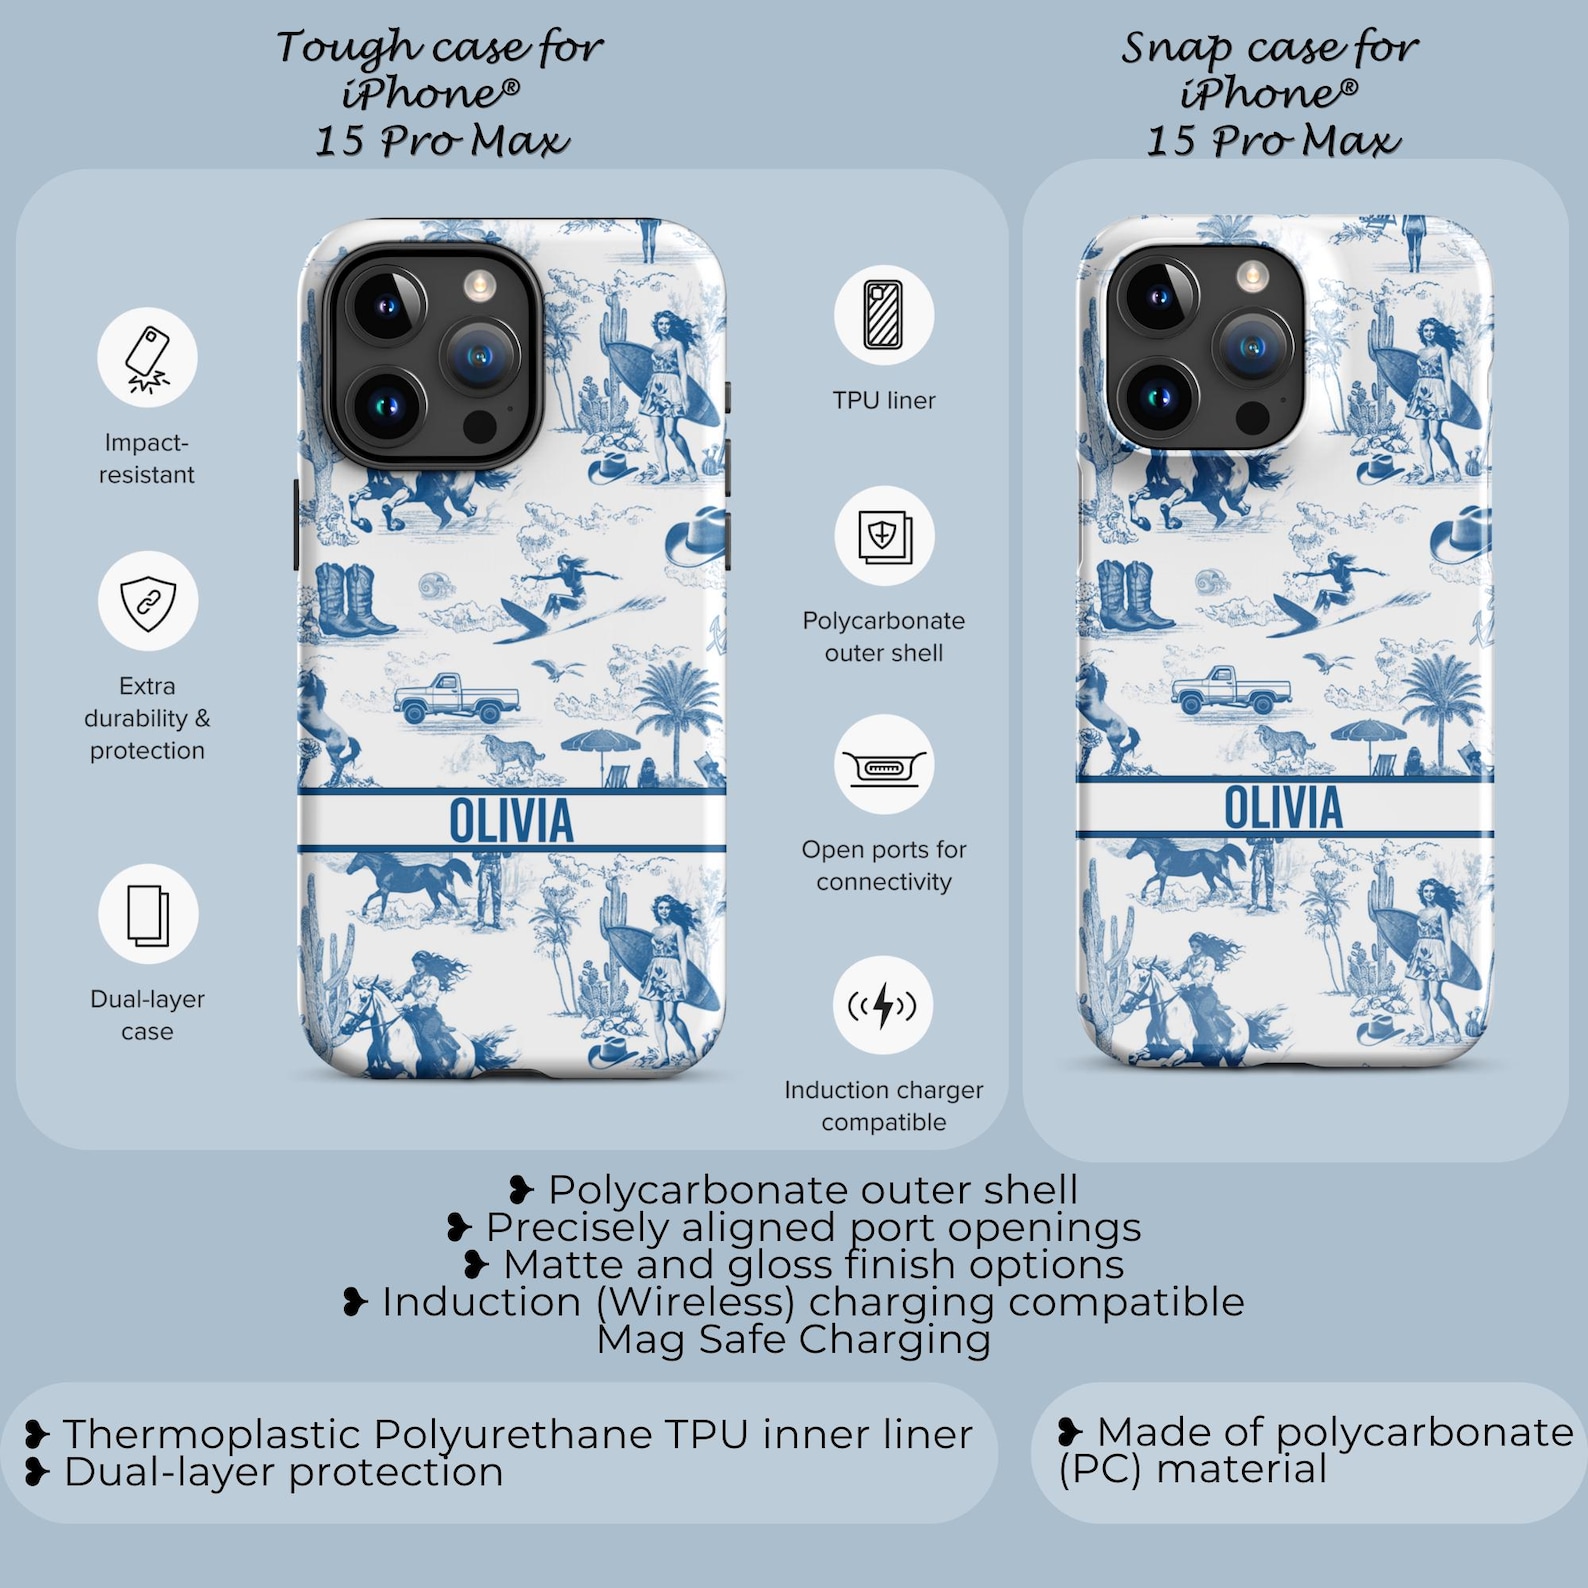 Tough case for
iPhone®
15 Pro Max
Snap case for
iPhone®
15 Pro Max
Impact-
resistant
Extra
durability &
protection
Dual-layer
case
OLIVIA
TPU liner
Polycarbonate
outer shell
Open ports for
connectivity
Induction charger
compatible
OLIVIA
❥ Polycarbonate outer shell
❥ Precisely aligned port openings
❥ Matte and gloss finish options
❥ Induction (Wireless) charging compatible
Mag Safe Charging
❥ Thermoplastic Polyurethane TPU inner liner
❥ Dual-layer protection
❥ Made of polycarbonate
(PC) material